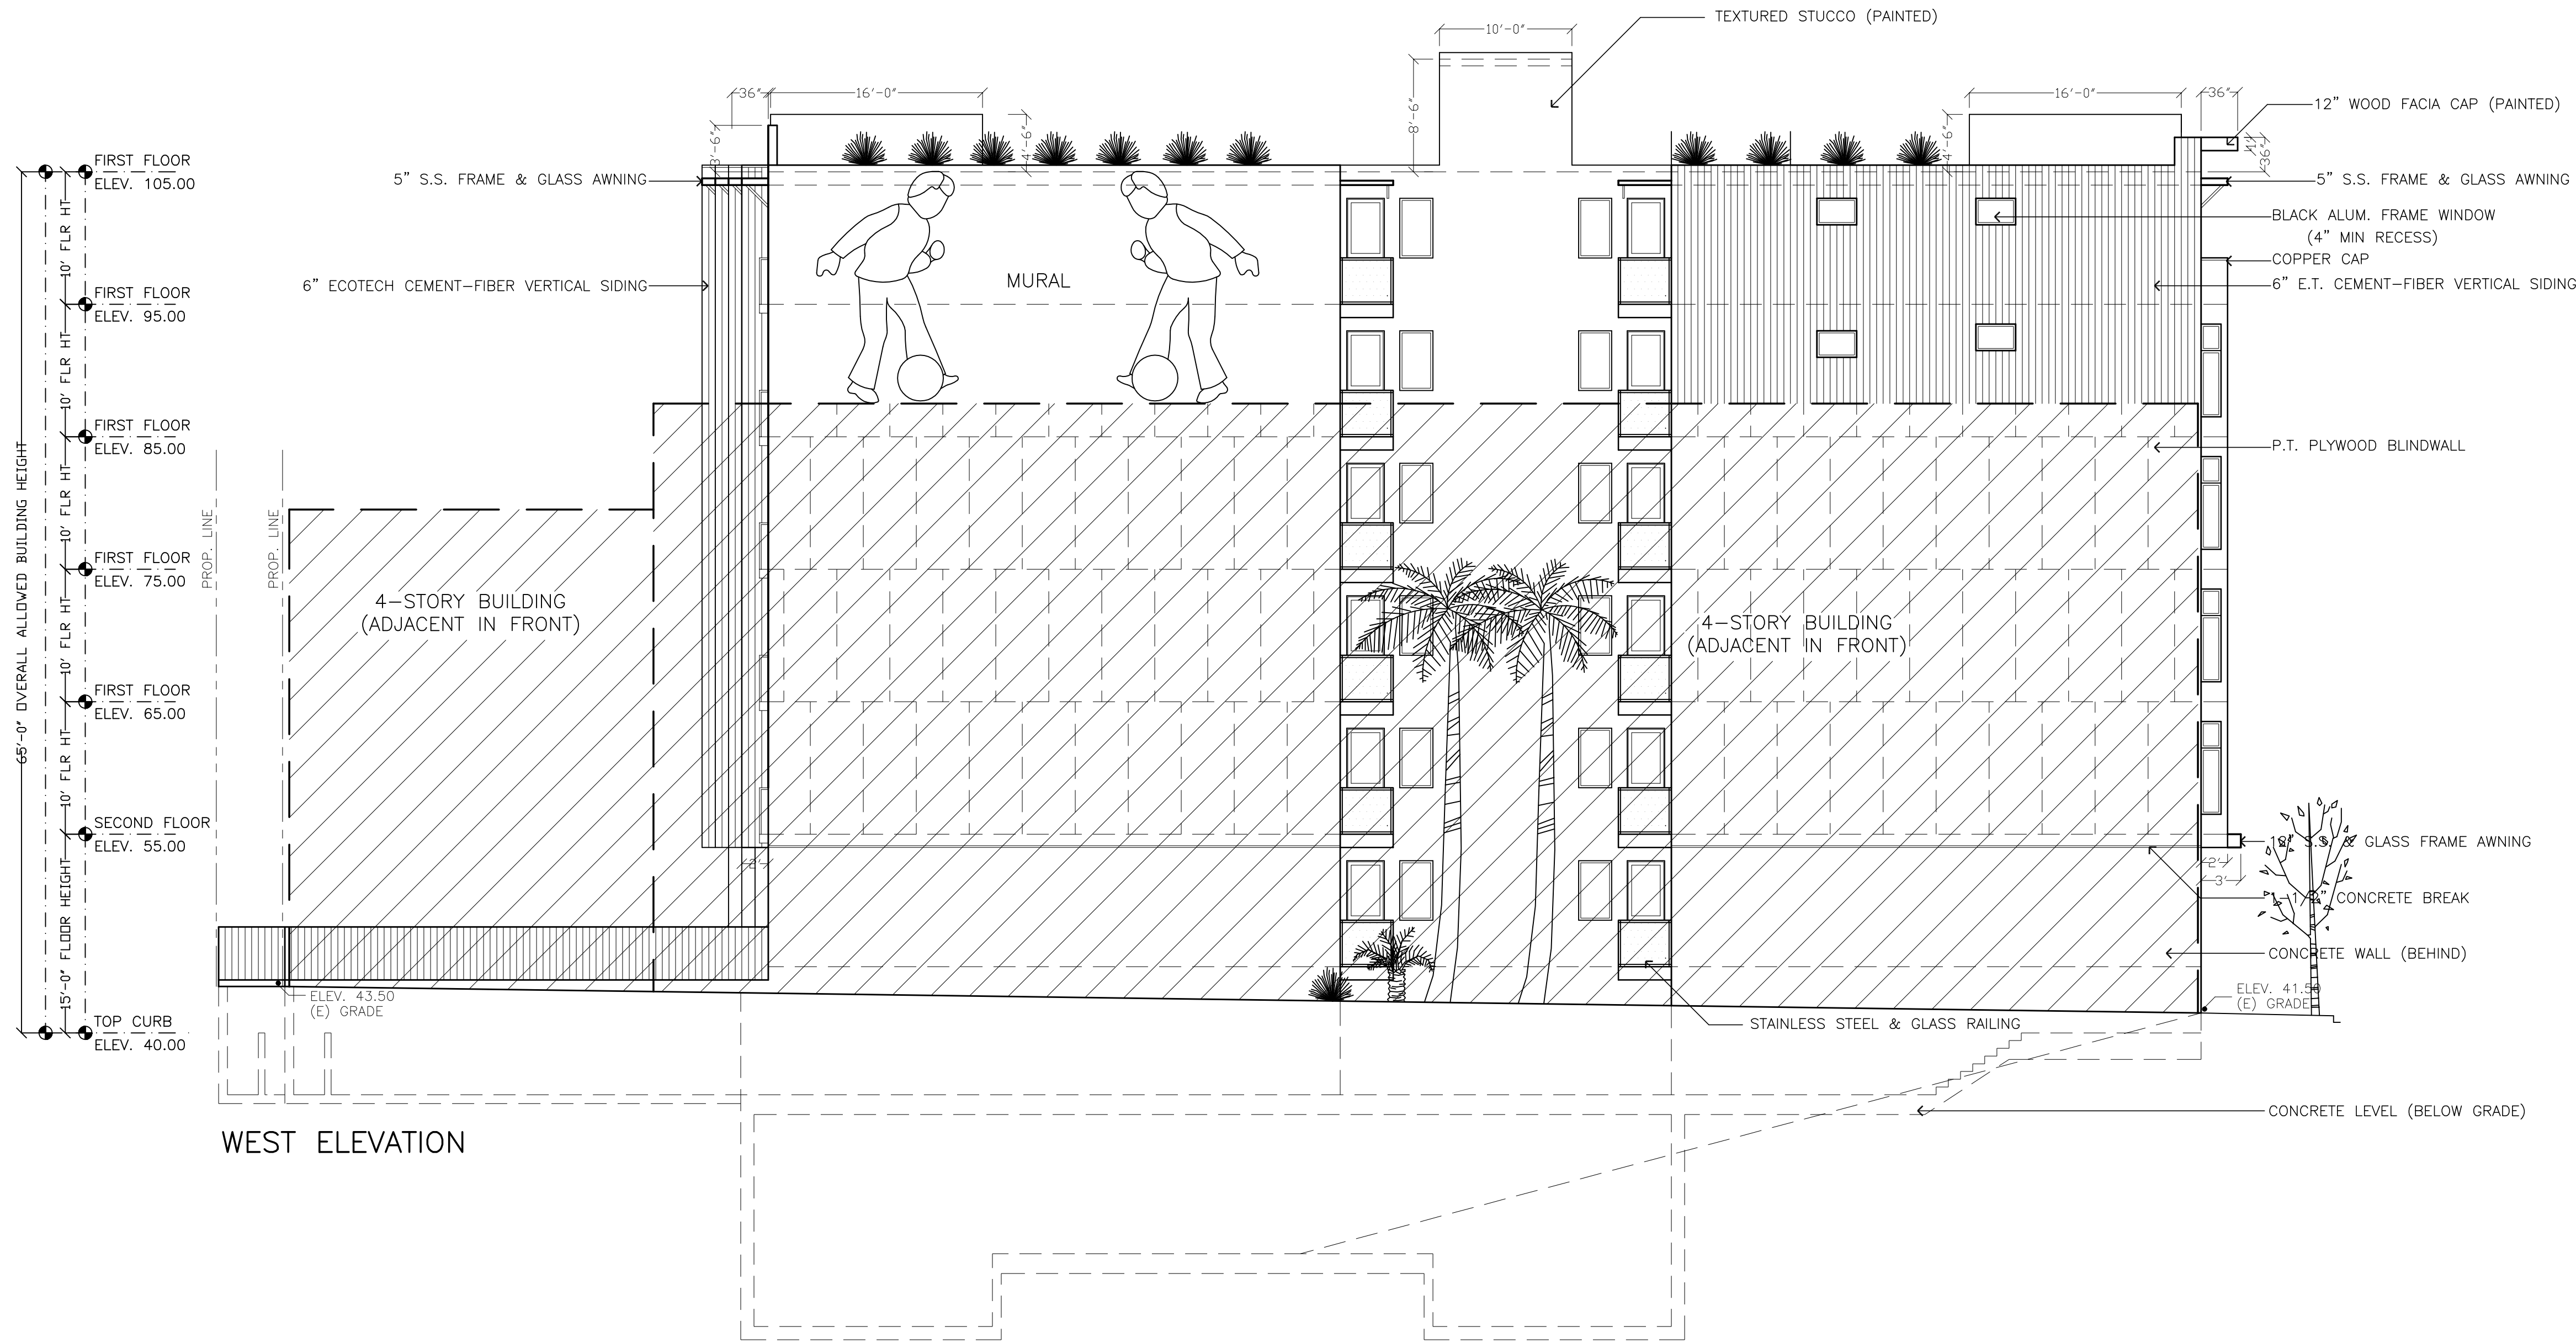 TEXTURED STUCCO (PAINTED)
10'-0"
8'-6"
36"
16'-0"
3'-6"
4'-6"
4'-6"
16'-0"
36"
12" WOOD FACIA CAP (PAINTED)
1'
36"
5" S.S. FRAME & GLASS AWNING
5" S.S. FRAME & GLASS AWNING
BLACK ALUM. FRAME WINDOW
(4" MIN RECESS)
COPPER CAP
6" ECOTECH CEMENT-FIBER VERTICAL SIDING
MURAL
6" E.T. CEMENT-FIBER VERTICAL SIDING
P.T. PLYWOOD BLINDWALL
65'-0" OVERALL ALLOWED BUILDING HEIGHT
10' FLR HT
10' FLR HT
10' FLR HT
10' FLR HT
10' FLR HT
15'-0" FLOOR HEIGHT
FIRST FLOOR
ELEV. 105.00
FIRST FLOOR
ELEV. 95.00
FIRST FLOOR
ELEV. 85.00
FIRST FLOOR
ELEV. 75.00
FIRST FLOOR
ELEV. 65.00
SECOND FLOOR
ELEV. 55.00
TOP CURB
ELEV. 40.00
PROP. LINE
PROP. LINE
4-STORY BUILDING
(ADJACENT IN FRONT)
4-STORY BUILDING
(ADJACENT IN FRONT)
2'
2'
3'
S.S. & GLASS FRAME AWNING
CONCRETE BREAK
CONCRETE WALL (BEHIND)
ELEV. 43.50
(E) GRADE
ELEV. 41.50
(E) GRADE
STAINLESS STEEL & GLASS RAILING
CONCRETE LEVEL (BELOW GRADE)
WEST ELEVATION